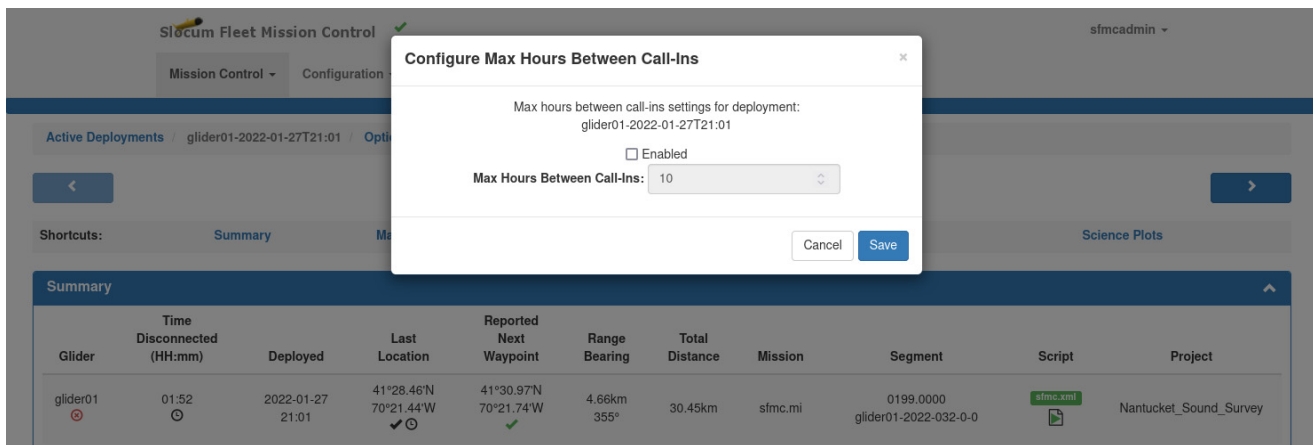 Slocum Fleet Mission Control
sfmcadmin
Mission Control
Configuration
Configure Max Hours Between Call-Ins
×
Max hours between call-ins settings for deployment:
glider01-2022-01-27T21:01
Enabled
Max Hours Between Call-Ins: 10
Cancel Save
Active Deployments / glider01-2022-01-27T21:01 / Opti
Shortcuts: Summary Ma Science Plots
Summary
Glider
Time Disconnected (HH:mm)
Deployed
Last Location
Reported Next Waypoint
Range Bearing
Total Distance
Mission
Segment
Script
Project
glider01
01:52
2022-01-27
21:01
41°28.46'N
70°21.44'W
41°30.97'N
70°21.74'W
4.66km
355°
30.45km
sfmc.mi
0199.0000
glider01-2022-032-0-0
sfmc.xml
Nantucket_Sound_Survey